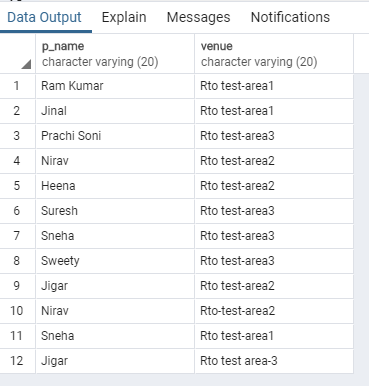 Data Output Explain Messages Notifications
p_name venue
character varying (20) character varying (20)
1 Ram Kumar Rto test-area1
2 Jinal Rto test-area1
3 Prachi Soni Rto test-area3
4 Nirav Rto test-area2
5 Heena Rto test-area2
6 Suresh Rto test-area3
7 Sneha Rto test-area3
8 Sweety Rto test-area3
9 Jigar Rto test-area2
10 Nirav Rto-test-area2
11 Sneha Rto test-area1
12 Jigar Rto test area-3